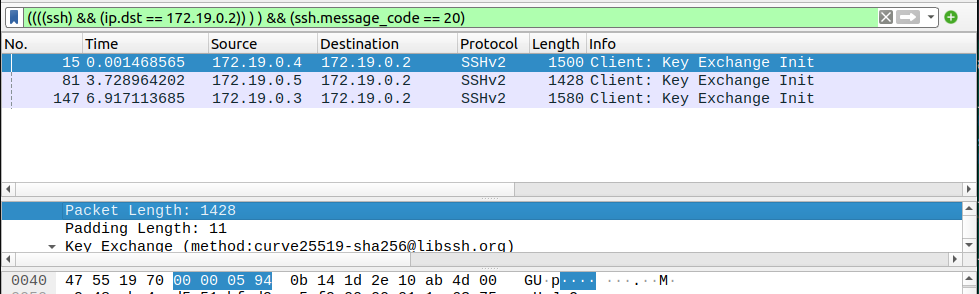 ((((ssh) && (ip.dst == 172.19.0.2)) ) ) && (ssh.message_code == 20)
No. Time Source Destination Protocol Length Info
15 0.001468565 172.19.0.4 172.19.0.2 SSHv2 1500 Client: Key Exchange Init
81 3.728964202 172.19.0.5 172.19.0.2 SSHv2 1428 Client: Key Exchange Init
147 6.917113685 172.19.0.3 172.19.0.2 SSHv2 1580 Client: Key Exchange Init
Packet Length: 1428
Padding Length: 11
Key Exchange (method:curve25519-sha256@libssh.org)
0040 47 55 19 70 00 00 05 94 0b 14 1d 2e 10 ab 4d 00 GU·p···· ···.··M·